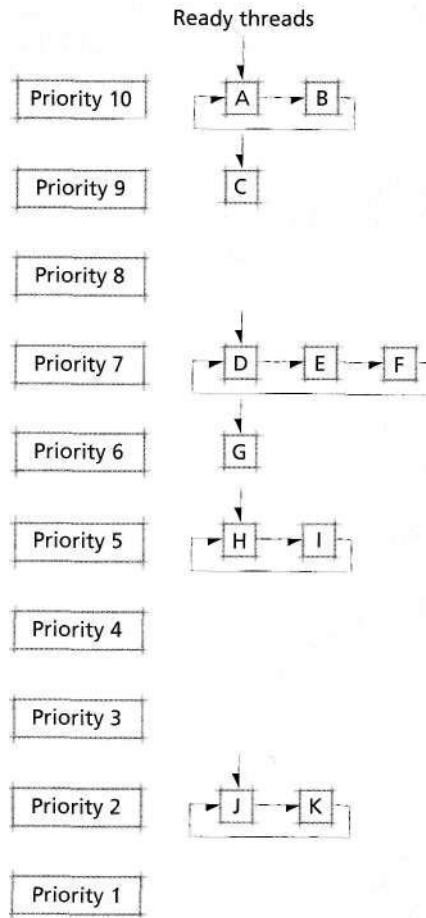 Ready threads
Priority 10 A B
Priority 9 C
Priority 8
Priority 7 D E F
Priority 6 G
Priority 5 H I
Priority 4
Priority 3
Priority 2 J K
Priority 1